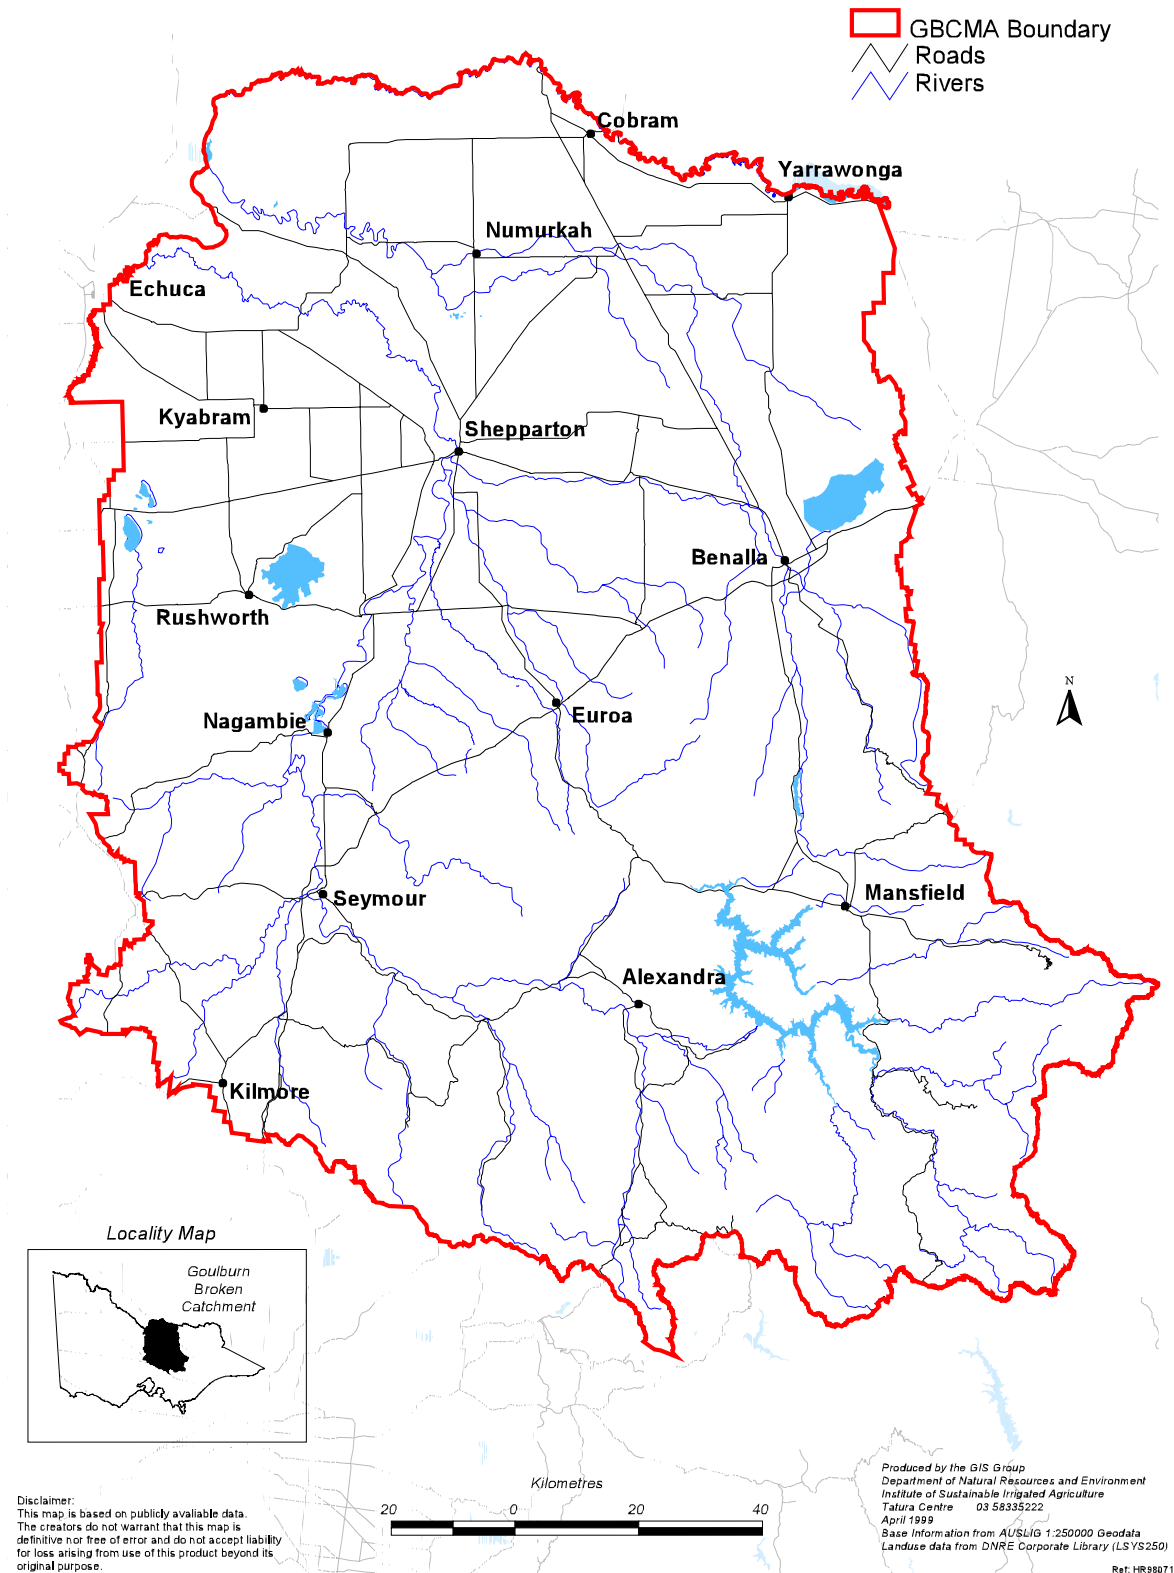 GBCMA Boundary
Roads
Rivers
Cobram
Yarrawonga
Numurkah
Echuca
Kyabram
Shepparton
Benalla
Rushworth
N
Nagambie
Euroa
Mansfield
Seymour
Alexandra
Kilmore
Locality Map
Goulburn
Broken
Catchment
Kilometres
20 0 20 40
Disclaimer:
This map is based on publicly avaliable data.
The creators do not warrant that this map is
definitive nor free of error and do not accept liability
for loss arising from use of this product beyond its
original purpose.
Produced by the GIS Group
Department of Natural Resources and Environment
Institute of Sustainable Irrigated Agriculture
Tatura Centre 03 58335222
April 1999
Base Information from AUSLIG 1:250000 Geodata
Landuse data from DNRE Corporate Library (LSYS250)
Ref: HR98071